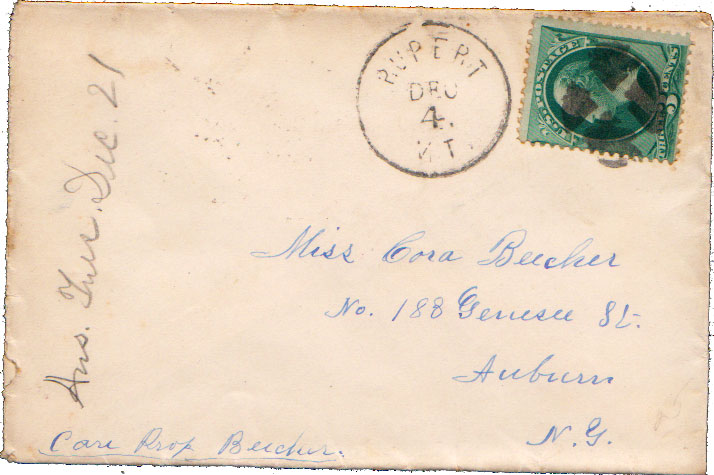 RUPERT
DEC
4.
VT.
U.S. POSTAGE
Miss Cora Beecher
No. 188 Genesee St.
Auburn
N.Y.
Care Prof Beecher.
Ans. Tues. Dec. 21